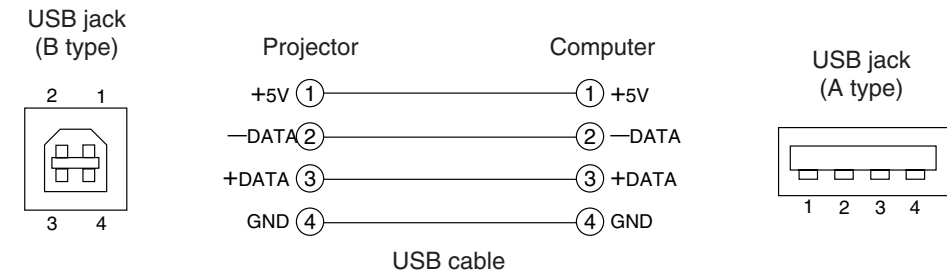 USB jack
(B type)
2 1
3 4
Projector Computer
+5V 1 1 +5V
—DATA 2 2 —DATA
+DATA 3 3 +DATA
GND 4 4 GND
USB cable
USB jack
(A type)
1 2 3 4